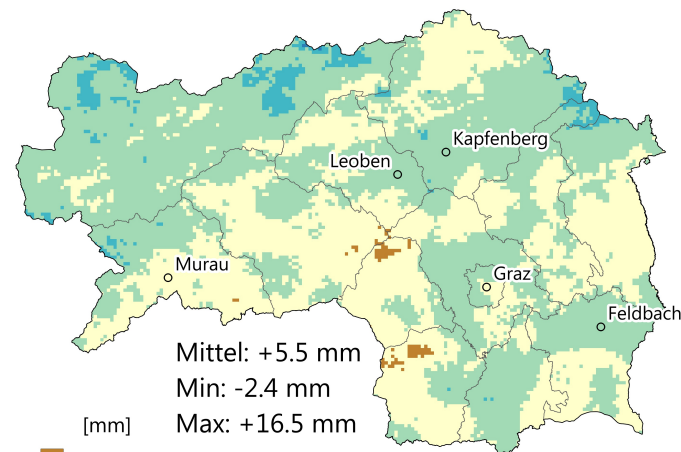 Kapfenberg
Leoben
Murau
Graz
Feldbach
Mittel: +5.5 mm
Min: -2.4 mm
[mm]
Max: +16.5 mm